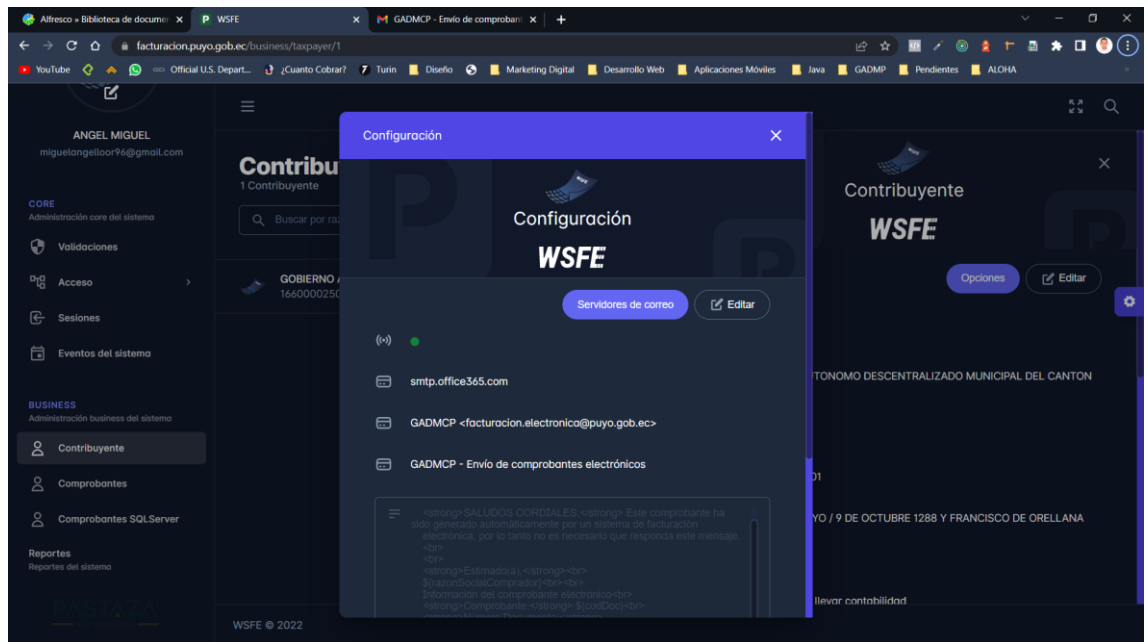 Alfresco » Biblioteca de documer
WSFE
GADMCP - Envío de comproban
facturacion.puyo.gob.ec/business/taxpayer/1
YouTube
Official U.S. Depart...
¿Cuanto Cobrar?
Turin
Diseño
Marketing Digital
Desarrollo Web
Aplicaciones Móviles
Java
GADMP
Pendientes
ALOHA
ANGEL MIGUEL
miguelangelloor96@gmail.com
CORE
Administración core del sistema
Validaciones
Acceso
Sesiones
Eventos del sistema
BUSINESS
Administración business del sistema
Contribuyente
Comprobantes
Comprobantes SQLServer
Reportes
Reportes del sistema
PASTAZA
Contribu
1 Contribuyente
Buscar por ra
GOBIERNO A
1660000250
WSFE © 2022
Configuración
Configuración
WSFE
Servidores de correo
Editar
smtp.office365.com
GADMCP <facturacion.electronica@puyo.gob.ec>
GADMCP - Envío de comprobantes electrónicos
<strong>SALUDOS CORDIALES,</strong> Este comprobante ha
sido generado automáticamente por un sistema de facturación
electrónica, por lo tanto no es necesario que responda este mensaje.
<br>
<br>
<strong>Estimado(a),</strong><br>
${razonSocialComprador}<br><br>
Información del comprobante electrónico<br>
<strong>Comprobante:</strong> ${codDoc}<br>
Contribuyente
WSFE
Opciones
Editar
TONOMO DESCENTRALIZADO MUNICIPAL DEL CANTON
01
YO / 9 DE OCTUBRE 1288 Y FRANCISCO DE ORELLANA
llevar contabilidad